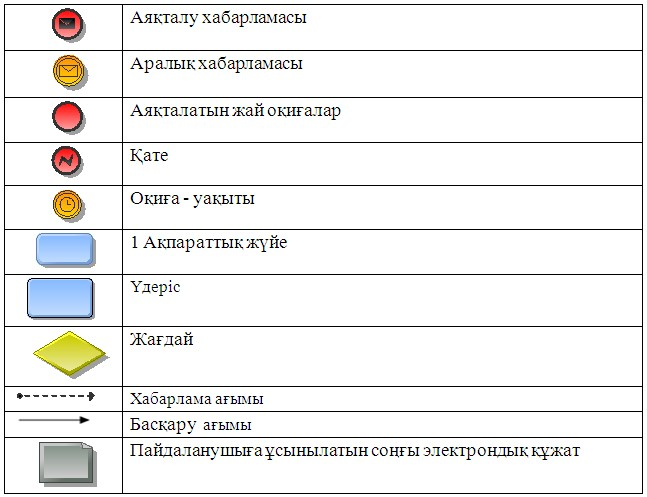 Аяқталу хабарламасы
Аралық хабарламасы
Аяқталатын жай оқиғалар
Қате
Оқиға - уақыты
1 Ақпараттық жүйе
Үдеріс
Жағдай
Хабарлама ағымы
Басқару ағымы
Пайдаланушыға ұсынылатын соңғы электрондық құжат